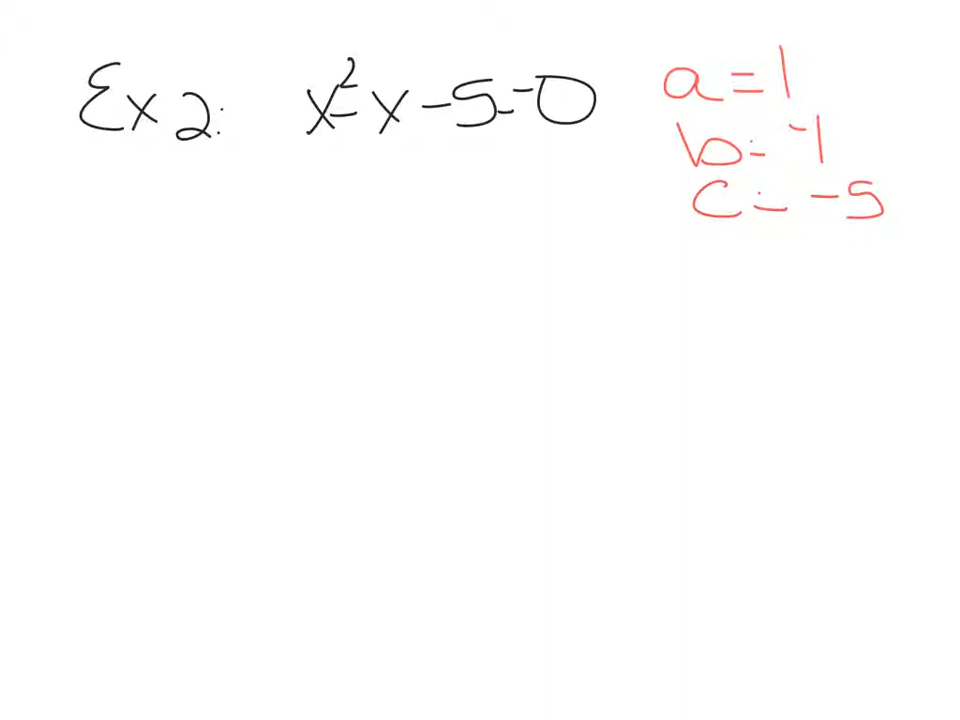 Ex 2: x² - x - 5 = 0
a = 1
b = -1
c = -5